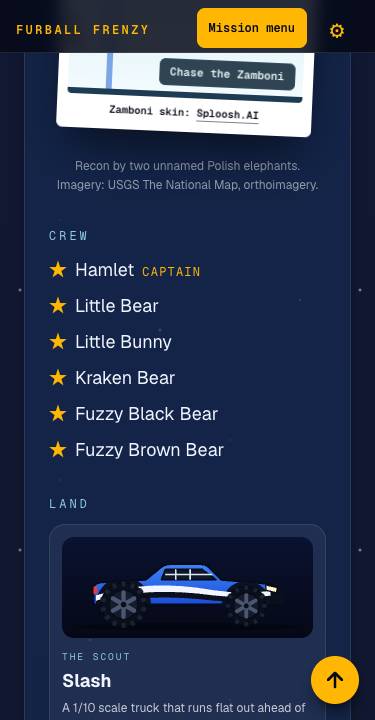 FURBALL FRENZY
Mission menu
Chase the Zamboni
Zamboni skin: Sploosh.AI
Recon by two unnamed Polish elephants.
Imagery: USGS The National Map, orthoimagery.
CREW
Hamlet CAPTAIN
Little Bear
Little Bunny
Kraken Bear
Fuzzy Black Bear
Fuzzy Brown Bear
LAND
THE SCOUT
Slash
A 1/10 scale truck that runs flat out ahead of